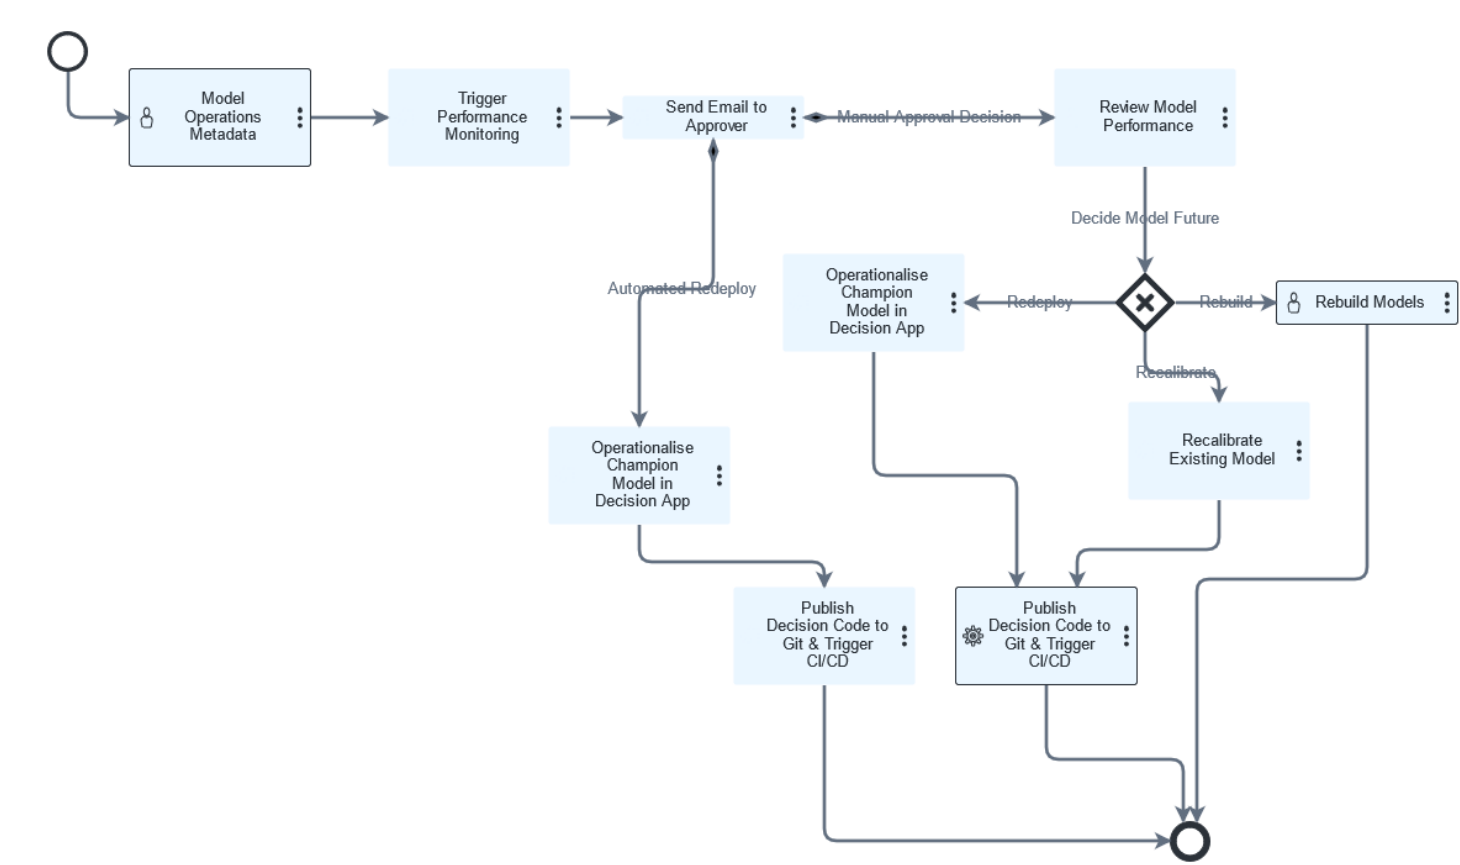 Model
Operations
Metadata
Trigger
Performance
Monitoring
Send Email to
Approver
Manual Approval Decision
Review Model
Performance
Decide Model Future
Automated Redeploy
Operationalise
Champion
Model in
Decision App
Redeploy
Rebuild
Rebuild Models
Recalibrate
Recalibrate
Existing Model
Operationalise
Champion
Model in
Decision App
Publish
Decision Code to
Git & Trigger
CI/CD
Publish
Decision Code to
Git & Trigger
CI/CD